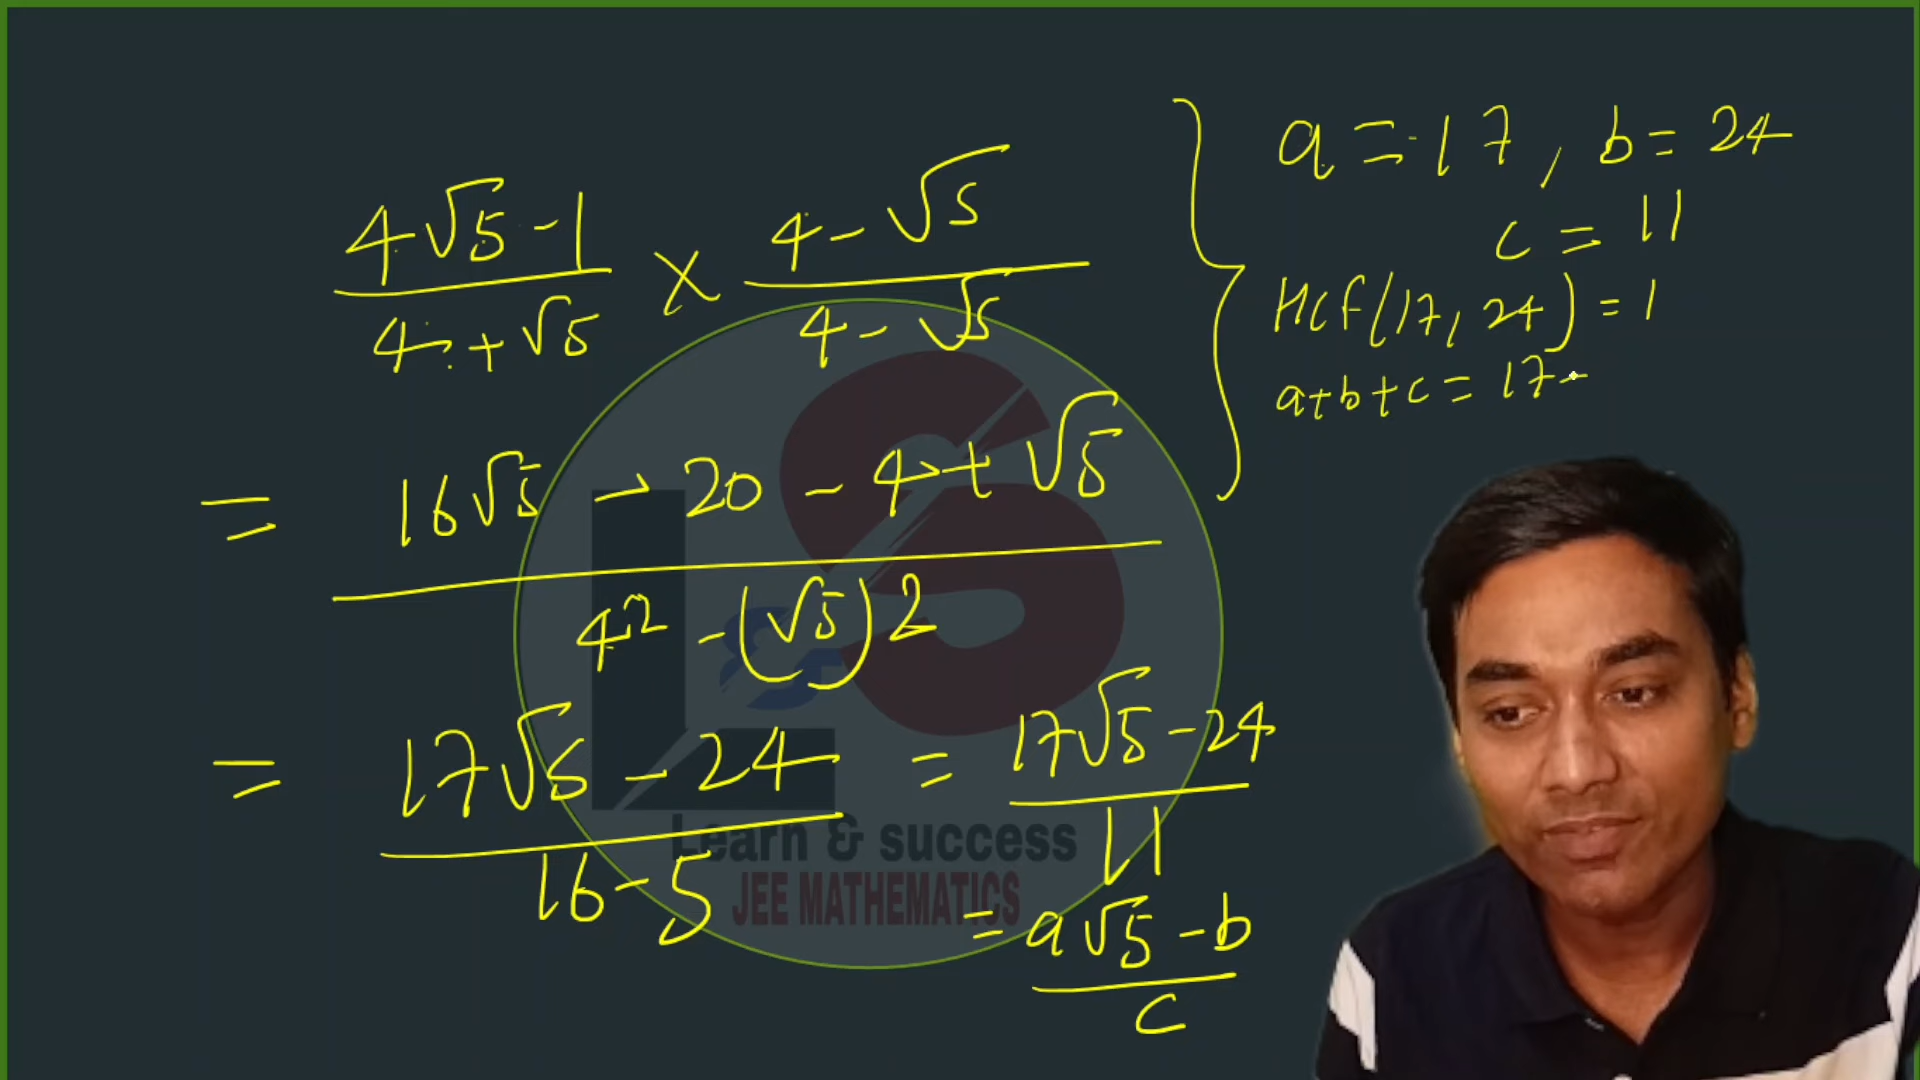 4√5 - 1 / 4 + √5 × 4 - √5 / 4 - √5
= 16√5 - 20 - 4 + √5 / 4² - (√5)²
= 17√5 - 24 / 16 - 5 = 17√5 - 24 / 11
= a√5 - b / c
a = 17, b = 24
c = 11
HCF(17, 24) = 1
a+b+c = 17+
Learn & success
JEE MATHEMATICS